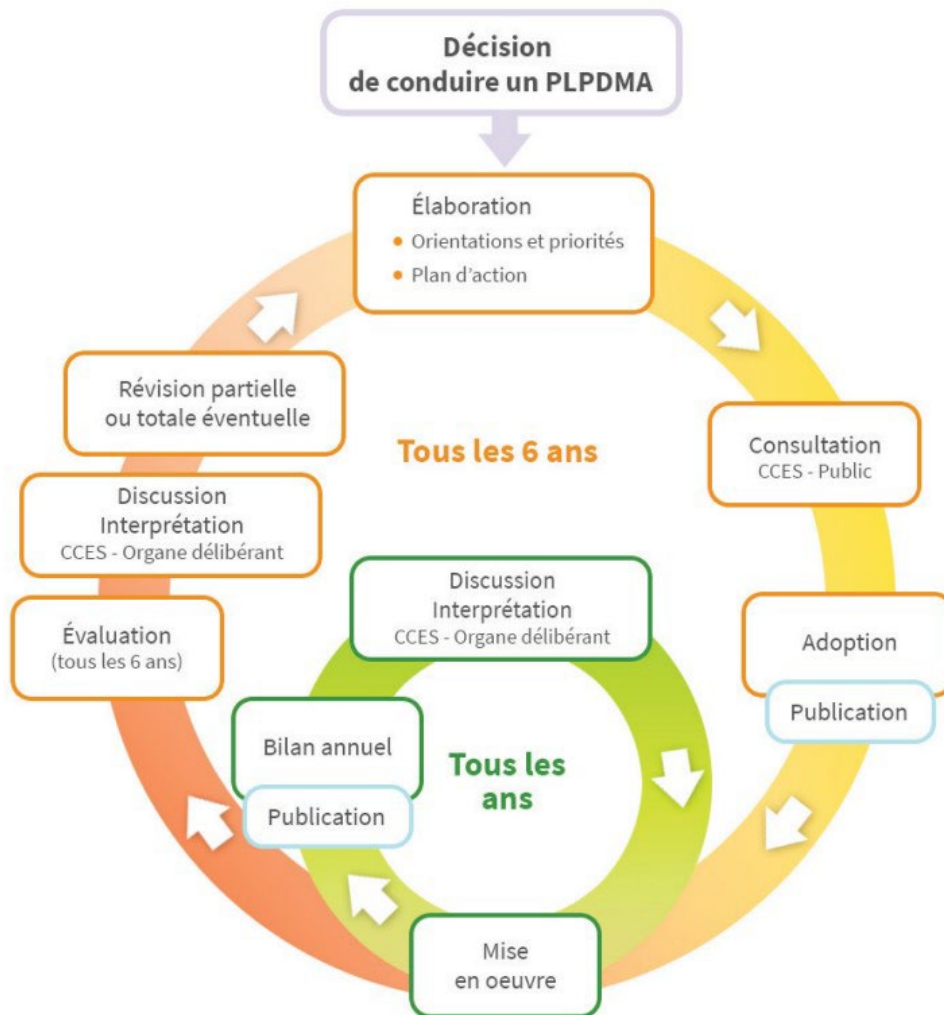 Décision
de conduire un PLPDMA
Élaboration
• Orientations et priorités
• Plan d'action
Révision partielle
ou totale éventuelle
Tous les 6 ans
Consultation
CCES - Public
Discussion
Interprétation
CCES - Organe délibérant
Discussion
Interprétation
CCES - Organe délibérant
Évaluation
(tous les 6 ans)
Adoption
Publication
Bilan annuel
Publication
Tous les
ans
Mise
en oeuvre